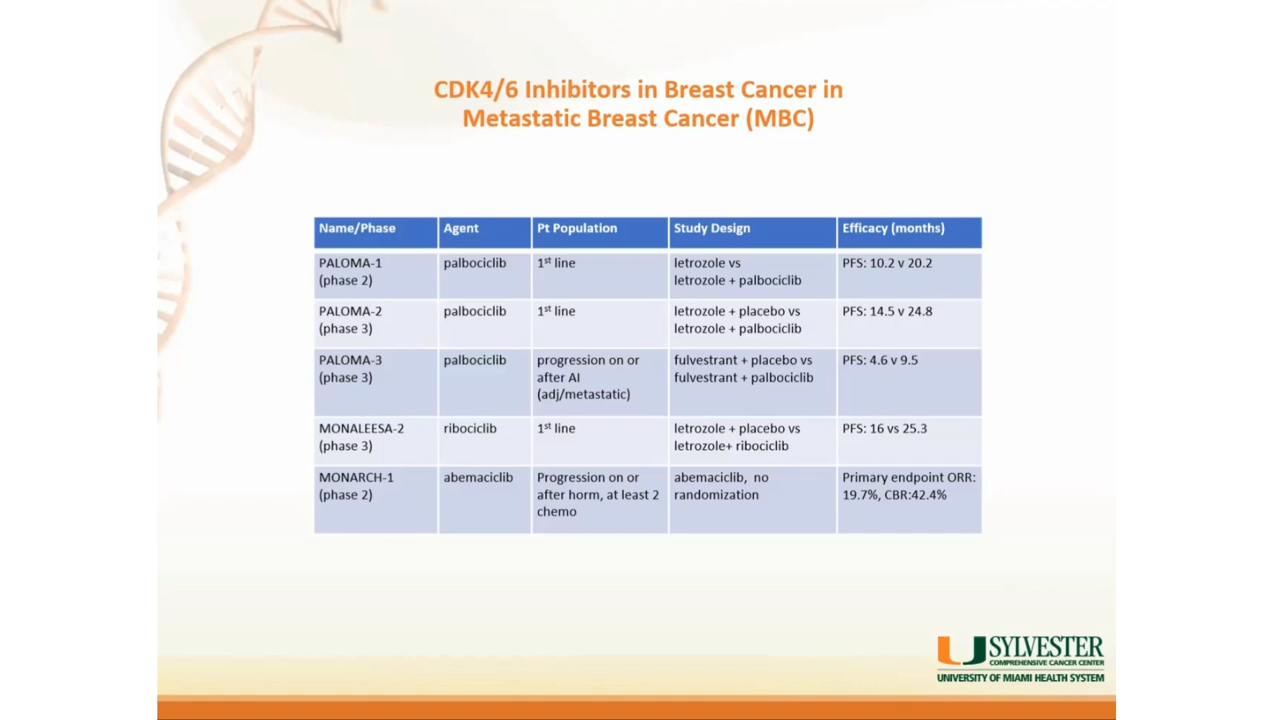 CDK4/6 Inhibitors in Breast Cancer in
Metastatic Breast Cancer (MBC)
Name/Phase Agent Pt Population Study Design Efficacy (months)
PALOMA-1 palbociclib 1st line letrozole vs PFS: 10.2 v 20.2
(phase 2) letrozole + palbociclib
PALOMA-2 palbociclib 1st line letrozole + placebo vs PFS: 14.5 v 24.8
(phase 3) letrozole + palbociclib
PALOMA-3 palbociclib progression on or fulvestrant + placebo vs PFS: 4.6 v 9.5
(phase 3) after AI fulvestrant + palbociclib
(adj/metastatic)
MONALEESA-2 ribociclib 1st line letrozole + placebo vs PFS: 16 vs 25.3
(phase 3) letrozole+ ribociclib
MONARCH-1 abemaciclib Progression on or abemaciclib, no Primary endpoint ORR:
(phase 2) after horm, at least 2 randomization 19.7%, CBR:42.4%
chemo
SYLVESTER
COMPREHENSIVE CANCER CENTER
UNIVERSITY OF MIAMI HEALTH SYSTEM